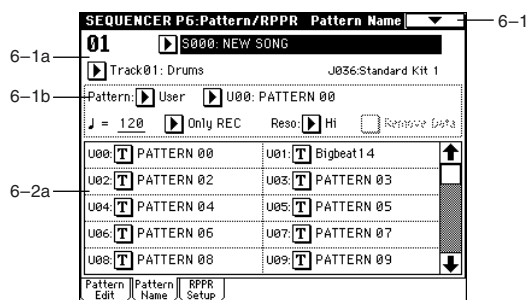 SEQUENCER P6:Pattern/RPPR Pattern Name
6-1
01 S000: NEW SONG
6-1a
Track01: Drums J036:Standard Kit 1
6-1b
Pattern: User U00: PATTERN 00
♩ = 120 Only REC Reso: Hi Remove Data
U00: T PATTERN 00 U01: T Bigbeat14
U02: T PATTERN 02 U03: T PATTERN 03
6-2a
U04: T PATTERN 04 U05: T PATTERN 05
U06: T PATTERN 06 U07: T PATTERN 07
U08: T PATTERN 08 U09: T PATTERN 09
Pattern Edit Pattern Name RPPR Setup